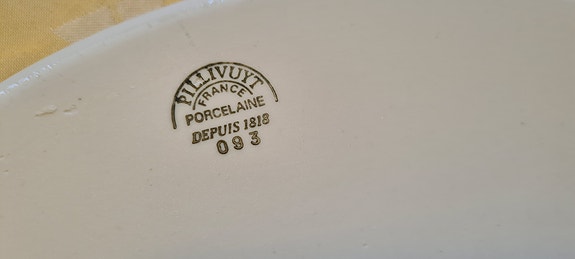 PILLIVUYT
FRANCE
PORCELAINE
DEPUIS 1818
093